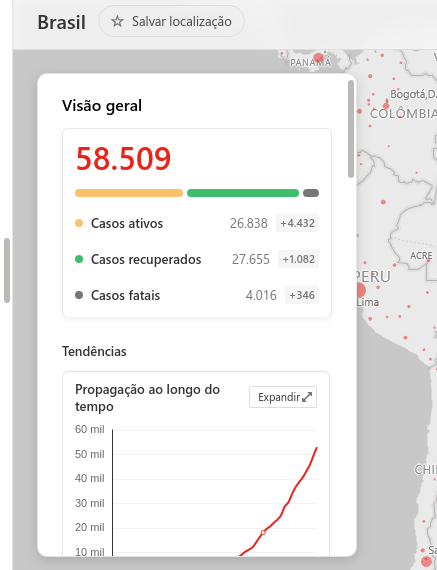 Brasil
Salvar localização
PANAMÁ
Bogotá,D.
COLÔMBIA
Visão geral
58.509
Casos ativos 26.838 +4.432
Casos recuperados 27.655 +1.082
Casos fatais 4.016 +346
ACRE
PERU
Lima
Tendências
Propagação ao longo do
tempo
Expandir
60 mil
50 mil
40 mil
30 mil
20 mil
10 mil
CHI
Sa